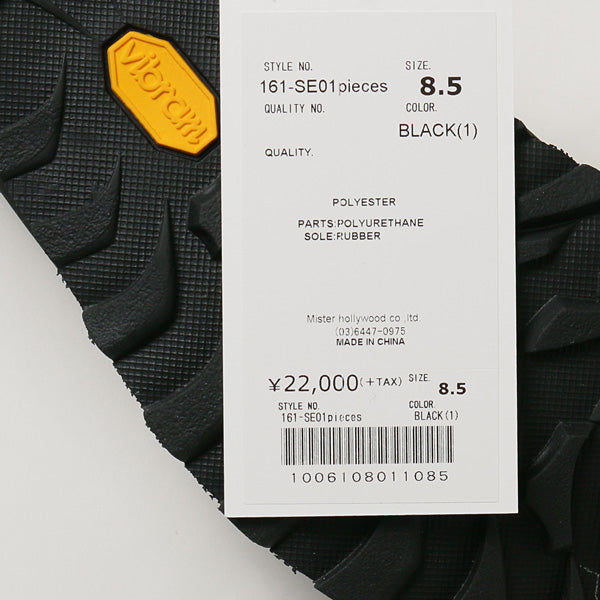 vibram
STYLE NO.
SIZE.
161-SE01pieces
8.5
QUALITY NO.
COLOR.
BLACK(1)
QUALITY.
POLYESTER
PARTS:POLYURETHANE
SOLE:RUBBER
Mister hollywood co.,ltd.
(03)6447-0975
MADE IN CHINA
¥22,000(+TAX) SIZE. 8.5
STYLE NO. COLOR.
161-SE01pieces BLACK(1)
1006108011085